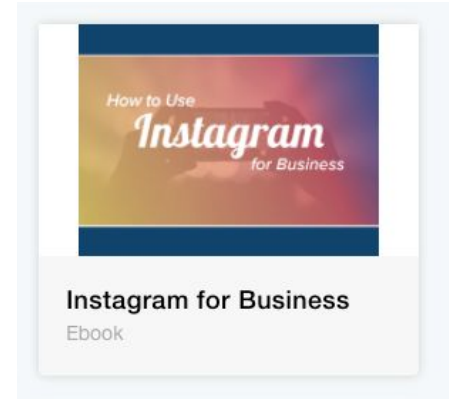 How to Use
Instagram
for Business
Instagram for Business
Ebook